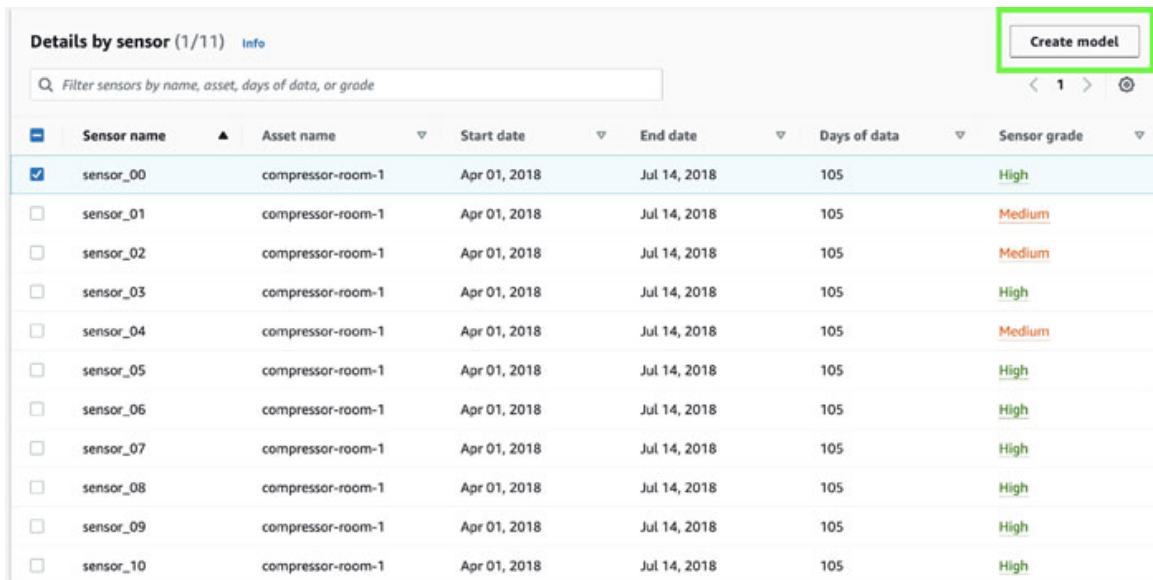 Details by sensor (1/11) Info
Create model
Filter sensors by name, asset, days of data, or grade
1
Sensor name Asset name Start date End date Days of data Sensor grade
sensor_00 compressor-room-1 Apr 01, 2018 Jul 14, 2018 105 High
sensor_01 compressor-room-1 Apr 01, 2018 Jul 14, 2018 105 Medium
sensor_02 compressor-room-1 Apr 01, 2018 Jul 14, 2018 105 Medium
sensor_03 compressor-room-1 Apr 01, 2018 Jul 14, 2018 105 High
sensor_04 compressor-room-1 Apr 01, 2018 Jul 14, 2018 105 Medium
sensor_05 compressor-room-1 Apr 01, 2018 Jul 14, 2018 105 High
sensor_06 compressor-room-1 Apr 01, 2018 Jul 14, 2018 105 High
sensor_07 compressor-room-1 Apr 01, 2018 Jul 14, 2018 105 High
sensor_08 compressor-room-1 Apr 01, 2018 Jul 14, 2018 105 High
sensor_09 compressor-room-1 Apr 01, 2018 Jul 14, 2018 105 High
sensor_10 compressor-room-1 Apr 01, 2018 Jul 14, 2018 105 High